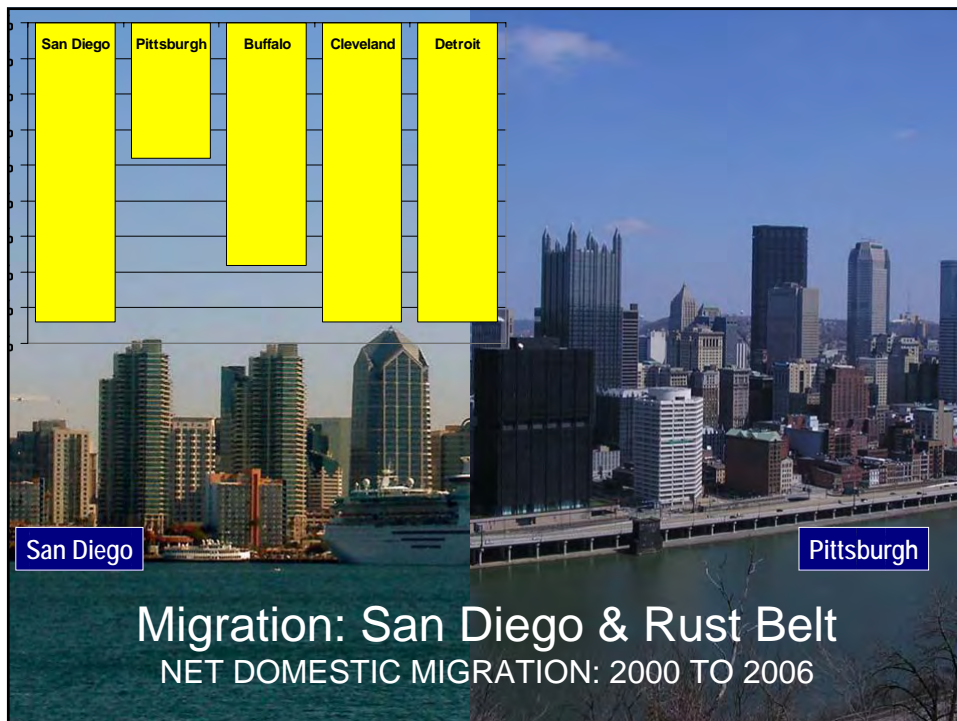 San Diego Pittsburgh Buffalo Cleveland Detroit
San Diego
Pittsburgh
Migration: San Diego & Rust Belt
NET DOMESTIC MIGRATION: 2000 TO 2006